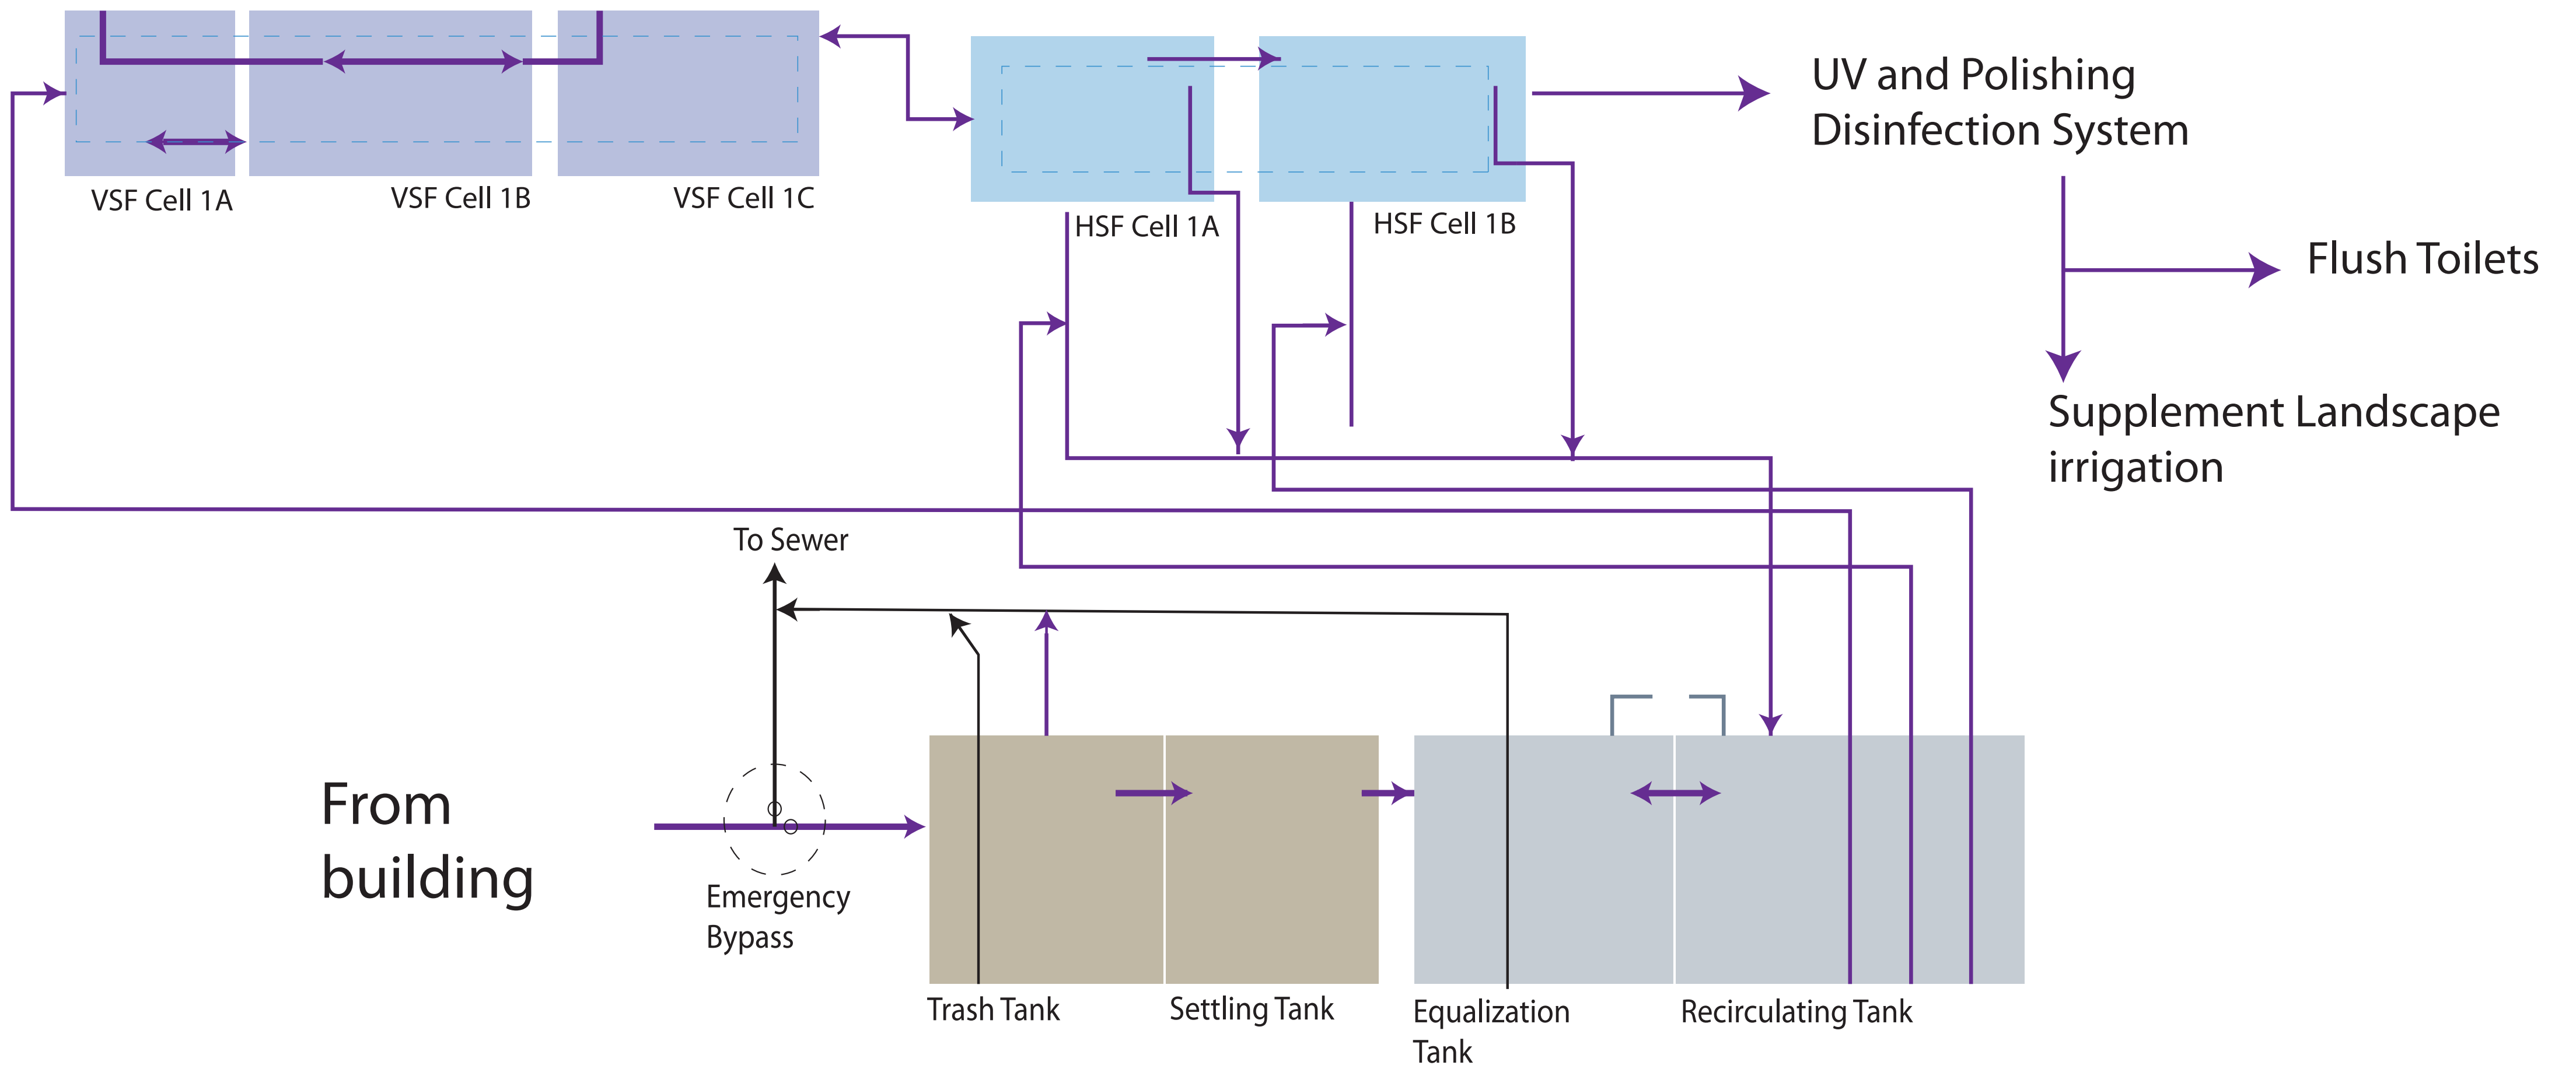 UV and Polishing
Disinfection System
VSF Cell 1A
VSF Cell 1B
VSF Cell 1C
HSF Cell 1A
HSF Cell 1B
Flush Toilets
Supplement Landscape
irrigation
To Sewer
From
building
Emergency
Bypass
Trash Tank
Settling Tank
Equalization
Tank
Recirculating Tank